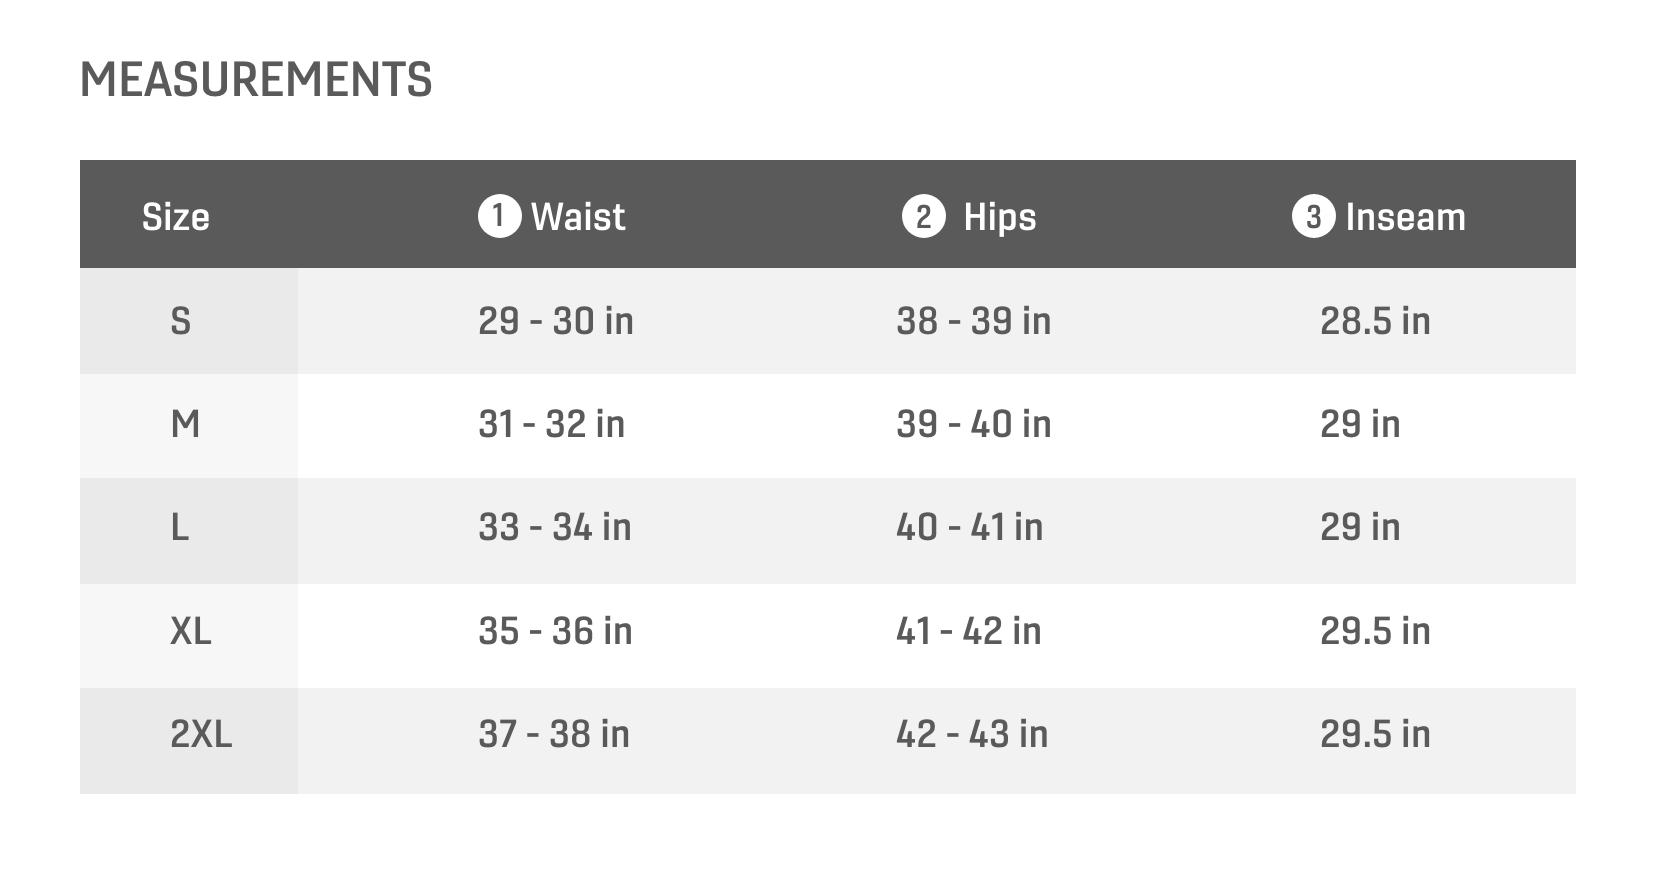 MEASUREMENTS
Size 1 Waist 2 Hips 3 Inseam
S 29 - 30 in 38 - 39 in 28.5 in
M 31 - 32 in 39 - 40 in 29 in
L 33 - 34 in 40 - 41 in 29 in
XL 35 - 36 in 41 - 42 in 29.5 in
2XL 37 - 38 in 42 - 43 in 29.5 in